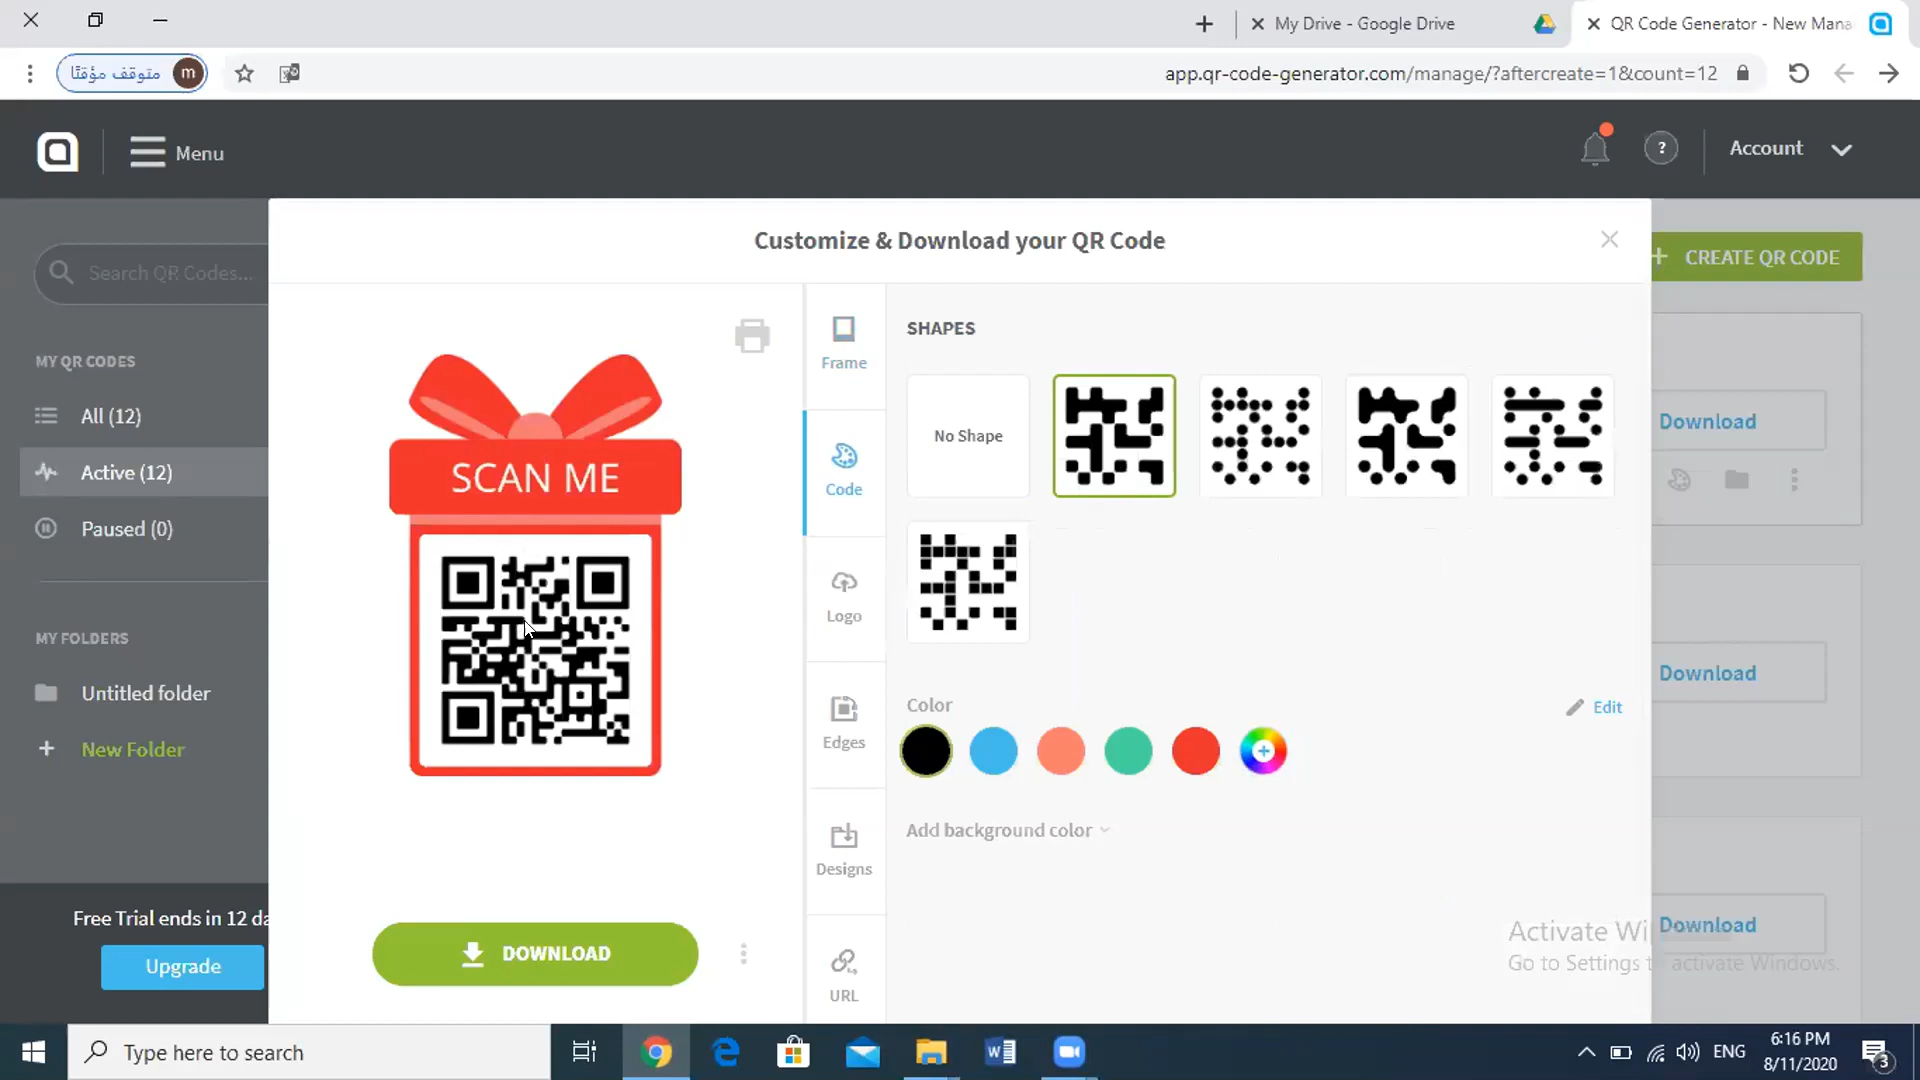 My Drive - Google Drive
QR Code Generator - New Mana
متوقف مؤقتًا
m
app.qr-code-generator.com/manage/?aftercreate=1&count=12
Menu
?
Account
Customize & Download your QR Code
Search QR Codes...
CREATE QR CODE
MY QR CODES
All (12)
Active (12)
Paused (0)
MY FOLDERS
Untitled folder
New Folder
Free Trial ends in 12 da
Upgrade
SCAN ME
DOWNLOAD
Frame
Code
Logo
Edges
Designs
URL
SHAPES
No Shape
Color
Edit
Add background color
Download
Download
Download
Activate Wi
Go to Settings t activate Windows.
Type here to search
ENG
6:16 PM
8/11/2020
3